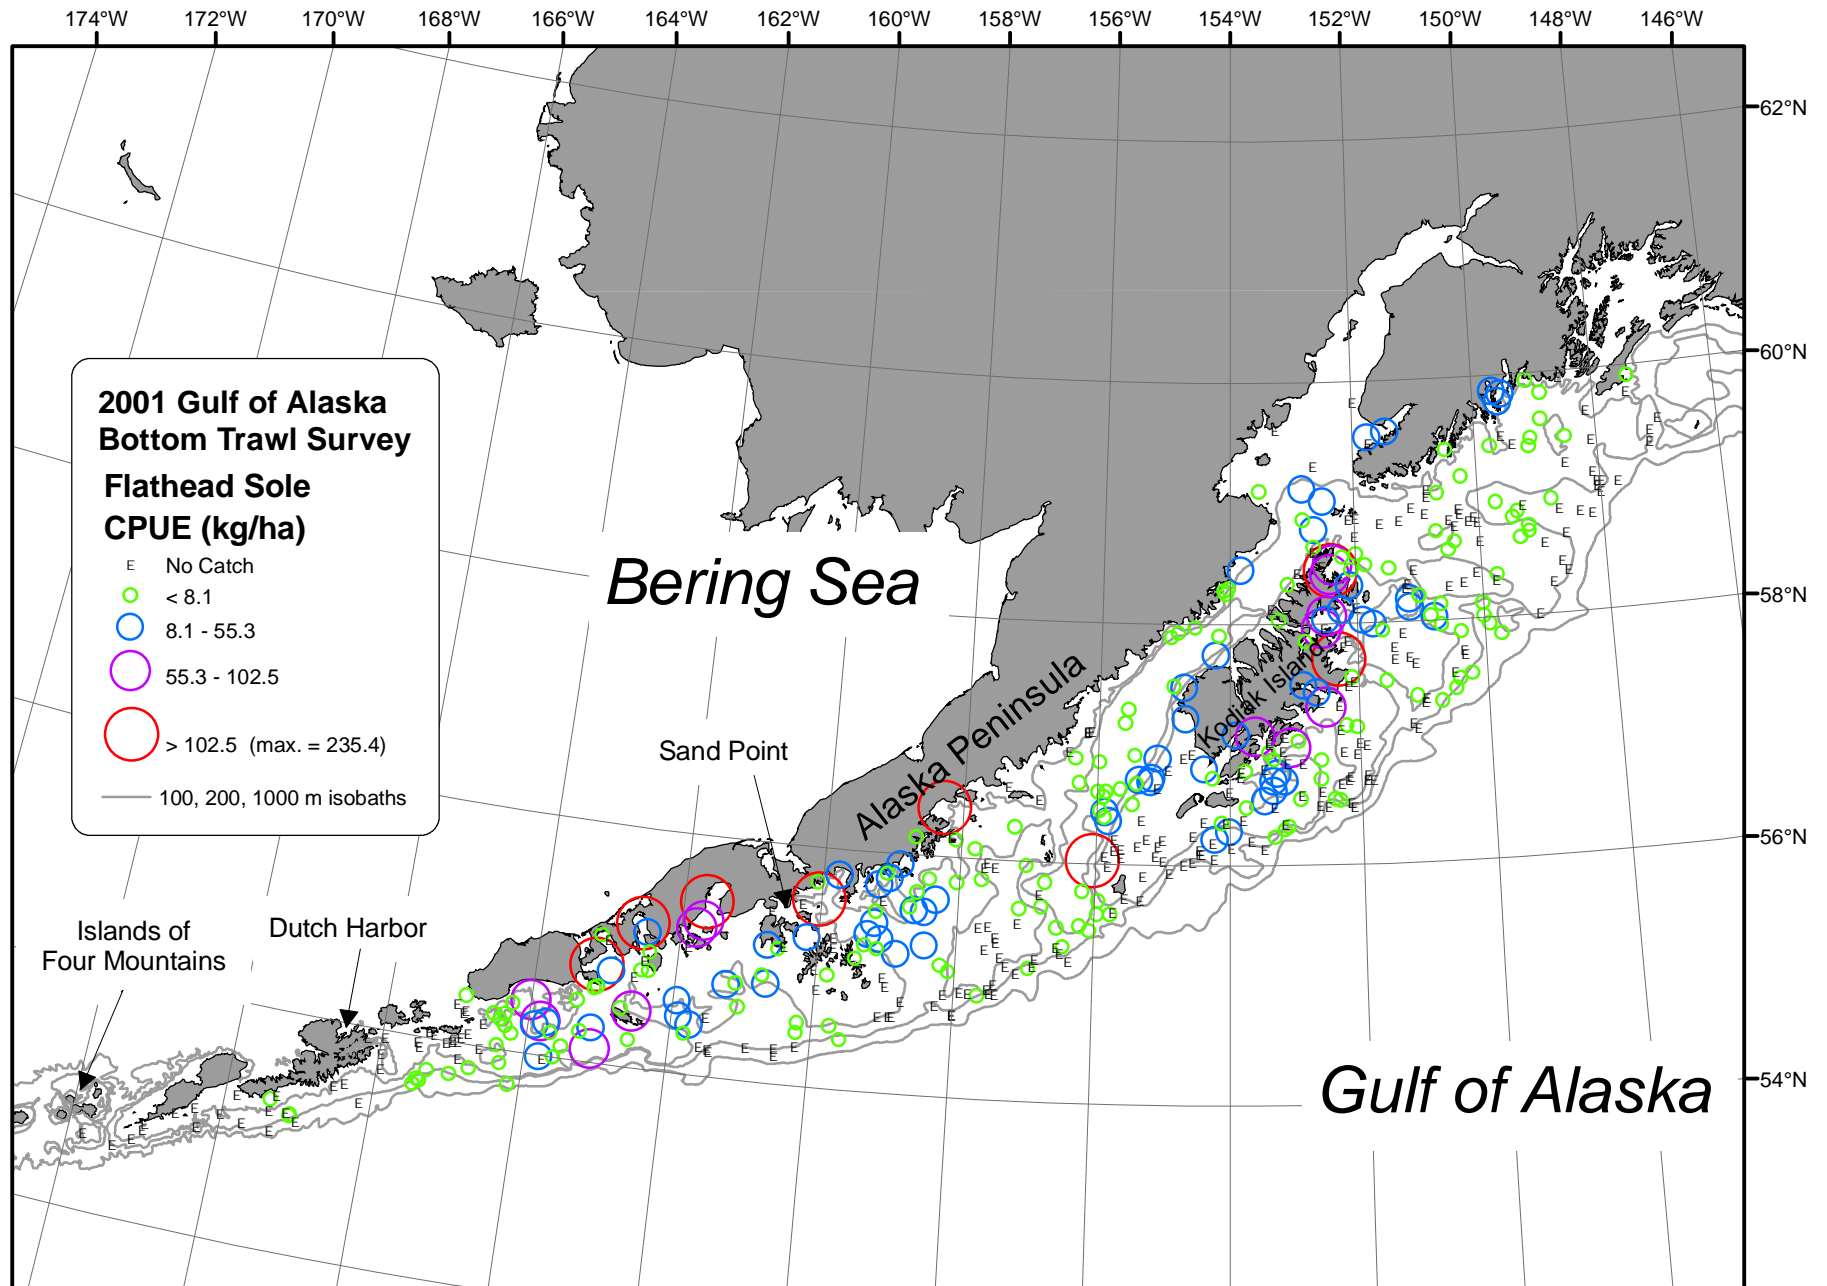 174°W 172°W 170°W 168°W 166°W 164°W 162°W 160°W 158°W 156°W 154°W 152°W 150°W 148°W 146°W
62°N
60°N
58°N
56°N
54°N
2001 Gulf of Alaska
Bottom Trawl Survey
Flathead Sole
CPUE (kg/ha)
E No Catch
< 8.1
8.1 - 55.3
55.3 - 102.5
> 102.5 (max. = 235.4)
100, 200, 1000 m isobaths
Bering Sea
Alaska Peninsula
Kodiak Island
Sand Point
Dutch Harbor
Islands of
Four Mountains
Gulf of Alaska